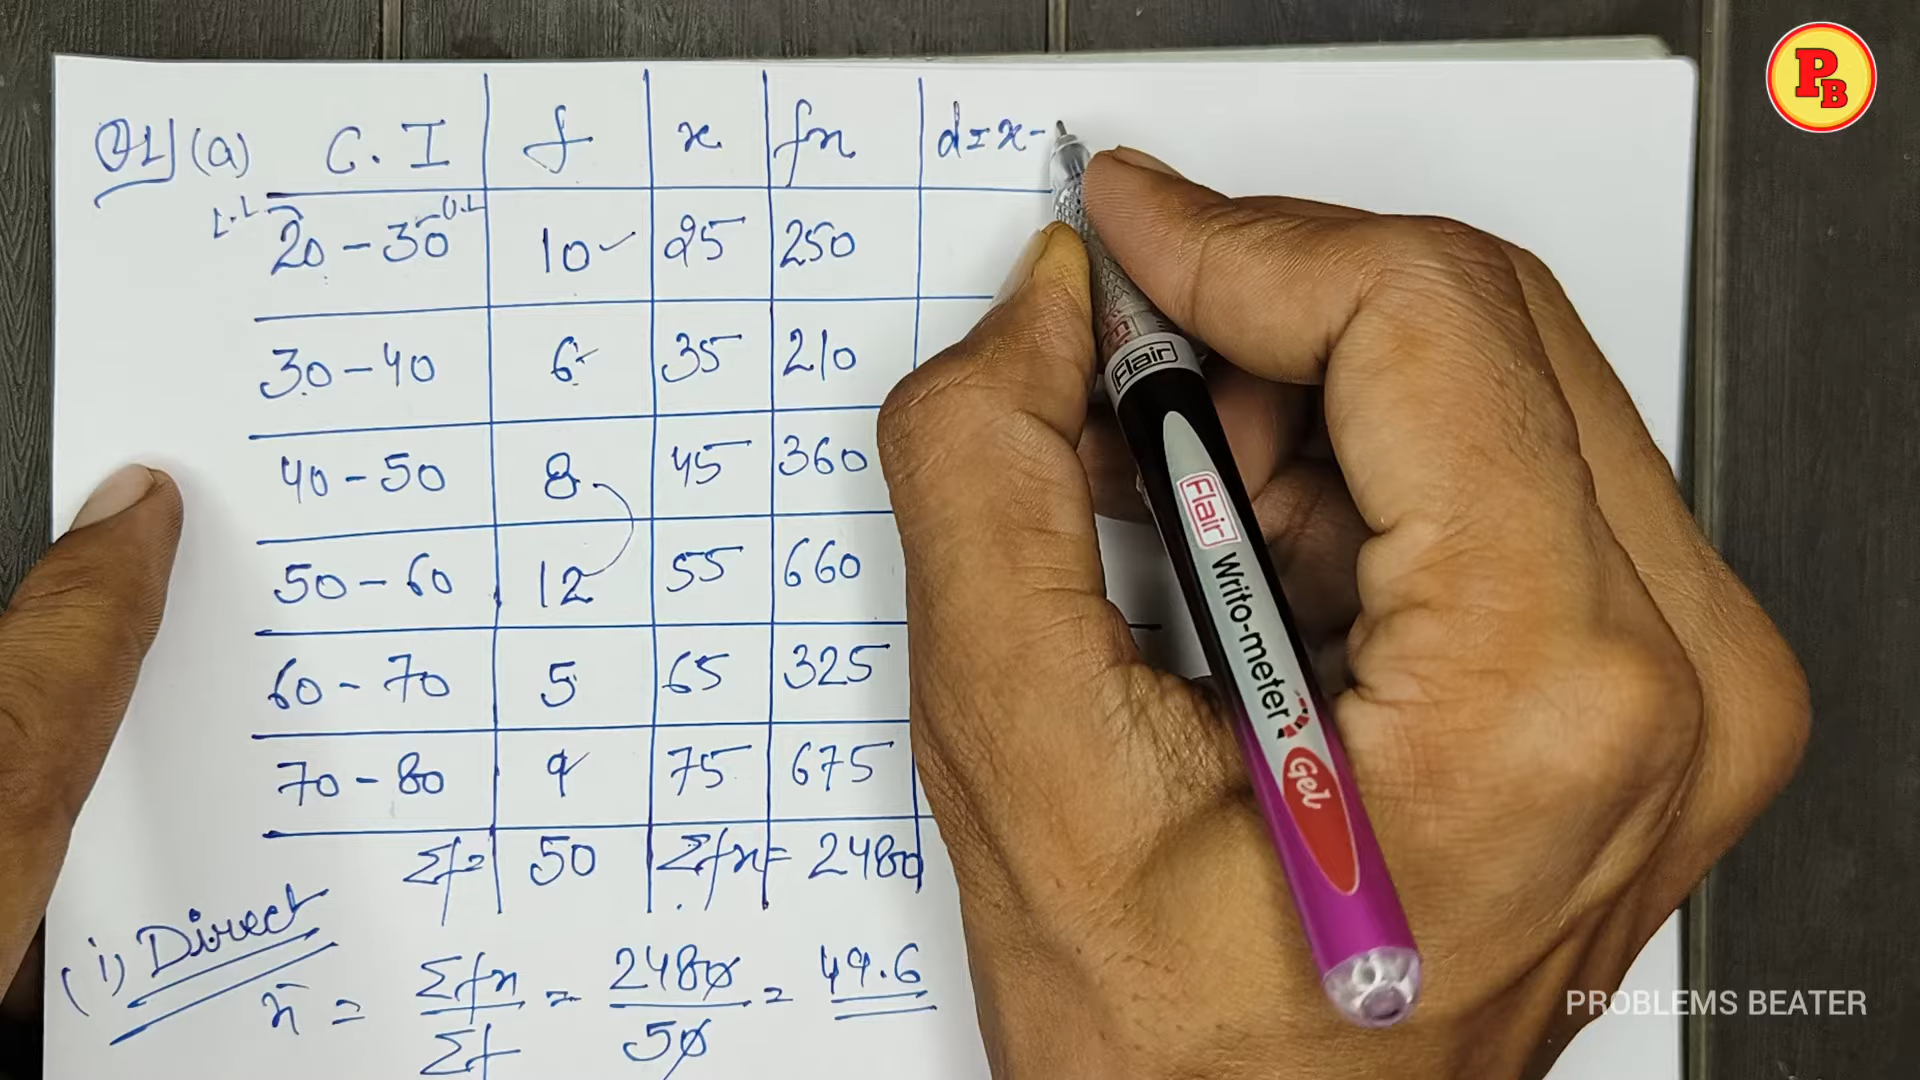 PB
Q1 (a) C.I f x fx d=x-
L.L U.L
20-30 10 25 250
30-40 6 35 210
40-50 8 45 360
50-60 12 55 660
60-70 5 65 325
70-80 9 75 675
Σf= 50 Σfx= 2480
(i) Direct
x̄ = Σfx/Σf = 2480/50 = 49.6
Flair
Flair Writo-meter Gel
PROBLEMS BEATER